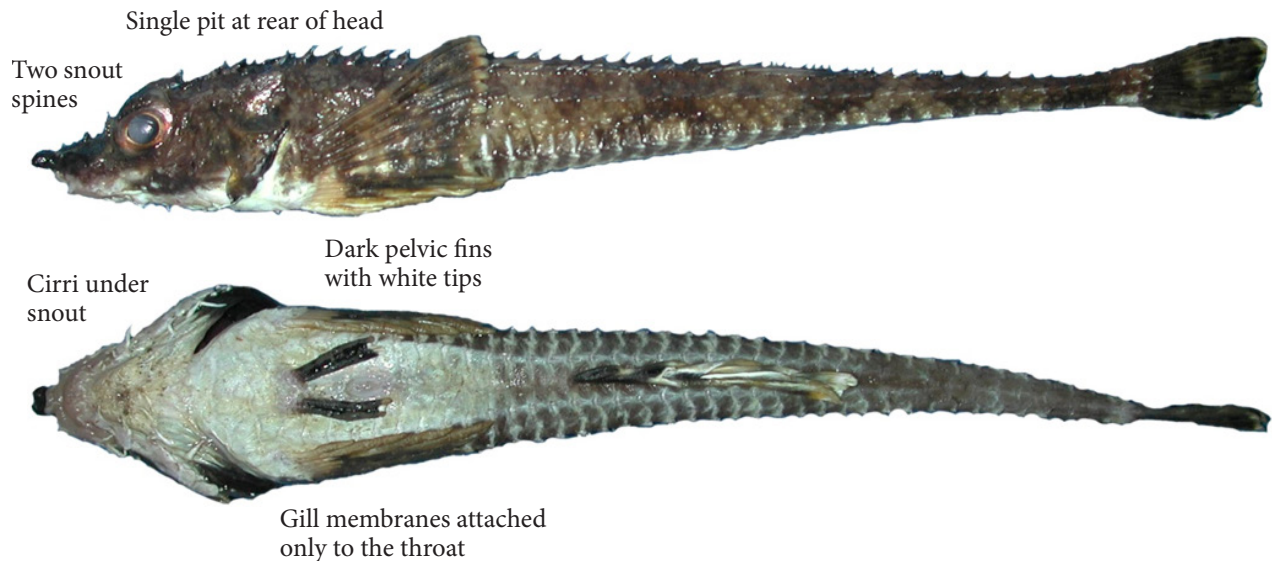 Single pit at rear of head
Two snout
spines
Dark pelvic fins
with white tips
Cirri under
snout
Gill membranes attached
only to the throat